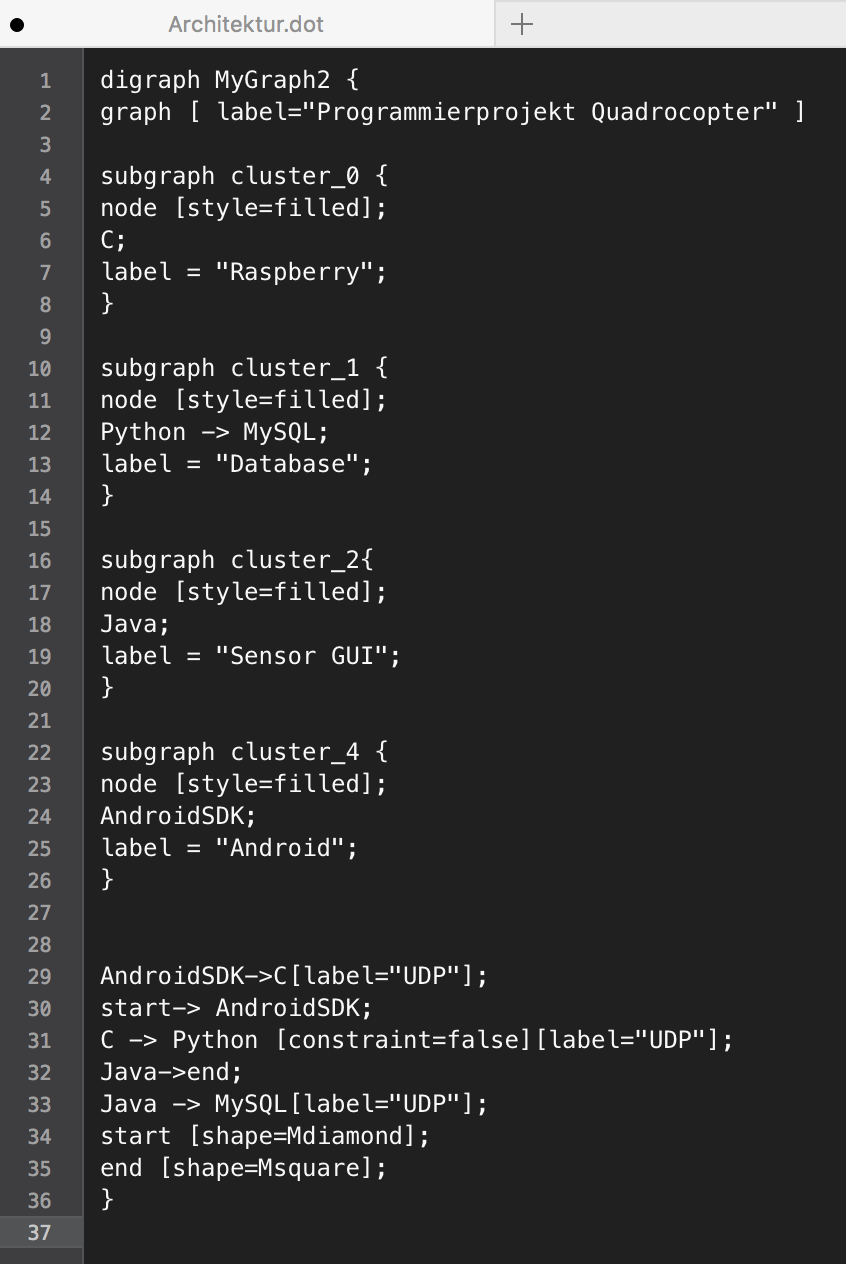 Architektur.dot
1 digraph MyGraph2 {
2 graph [ label="Programmierprojekt Quadrocopter" ]
3
4 subgraph cluster_0 {
5 node [style=filled];
6 C;
7 label = "Raspberry";
8 }
9
10 subgraph cluster_1 {
11 node [style=filled];
12 Python -> MySQL;
13 label = "Database";
14 }
15
16 subgraph cluster_2{
17 node [style=filled];
18 Java;
19 label = "Sensor GUI";
20 }
21
22 subgraph cluster_4 {
23 node [style=filled];
24 AndroidSDK;
25 label = "Android";
26 }
27
28
29 AndroidSDK->C[label="UDP"];
30 start-> AndroidSDK;
31 C -> Python [constraint=false][label="UDP"];
32 Java->end;
33 Java -> MySQL[label="UDP"];
34 start [shape=Mdiamond];
35 end [shape=Msquare];
36 }
37